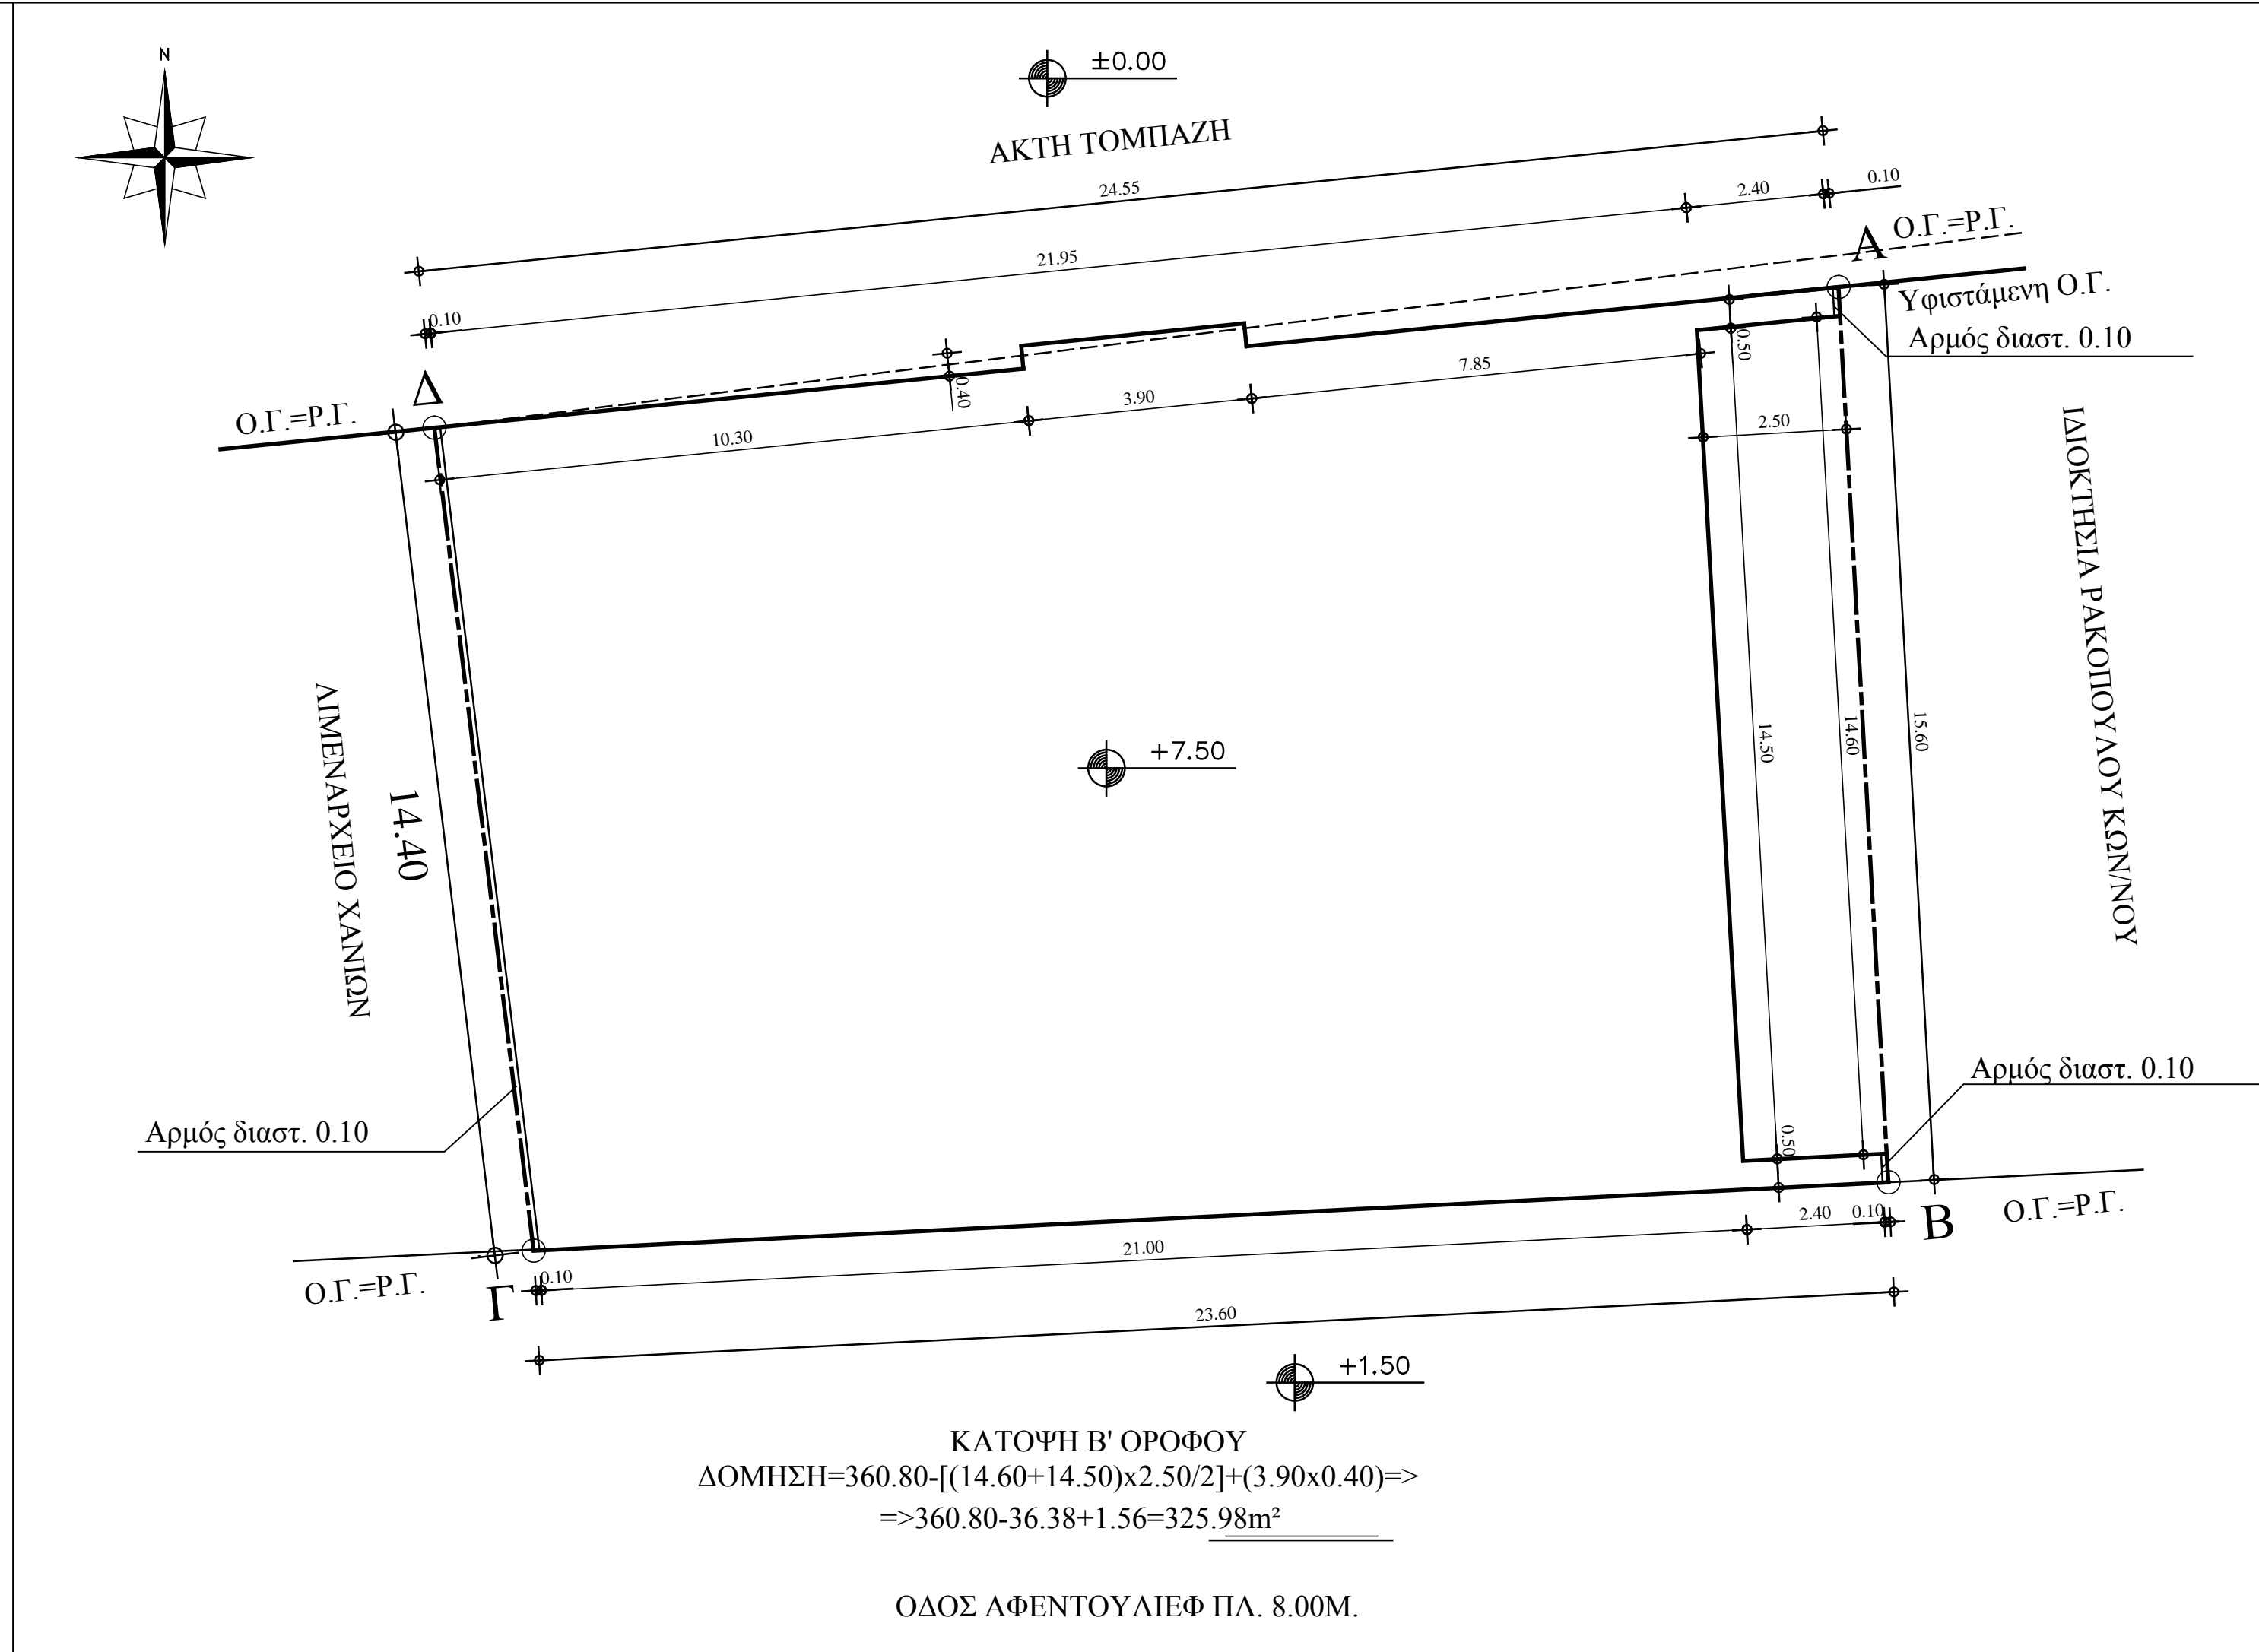 N
±0.00
ΑΚΤΗ ΤΟΜΠΑΖΗ
24.55
2.40
0.10
21.95
0.10
Α
Ο.Γ.=Ρ.Γ.
Υφιστάμενη Ο.Γ.
Αρμός διαστ. 0.10
Δ
Ο.Γ.=Ρ.Γ.
0.40
0.50
10.30
3.90
7.85
2.50
ΛΙΜΕΝΑΡΧΕΙΟ ΧΑΝΙΩΝ
14.40
+7.50
14.50
14.60
15.60
ΙΔΙΟΚΤΗΣΙΑ ΡΑΚΟΠΟΥΛΟΥ ΚΩΝ/ΝΟΥ
Αρμός διαστ. 0.10
Αρμός διαστ. 0.10
0.50
Ο.Γ.=Ρ.Γ.
Γ
0.10
21.00
2.40
0.10
Β
Ο.Γ.=Ρ.Γ.
23.60
+1.50
ΚΑΤΟΨΗ Β' ΟΡΟΦΟΥ
ΔΟΜΗΣΗ=360.80-[(14.60+14.50)x2.50/2]+(3.90x0.40)=>
=>360.80-36.38+1.56=325.98m²
ΟΔΟΣ ΑΦΕΝΤΟΥΛΙΕΦ ΠΛ. 8.00Μ.